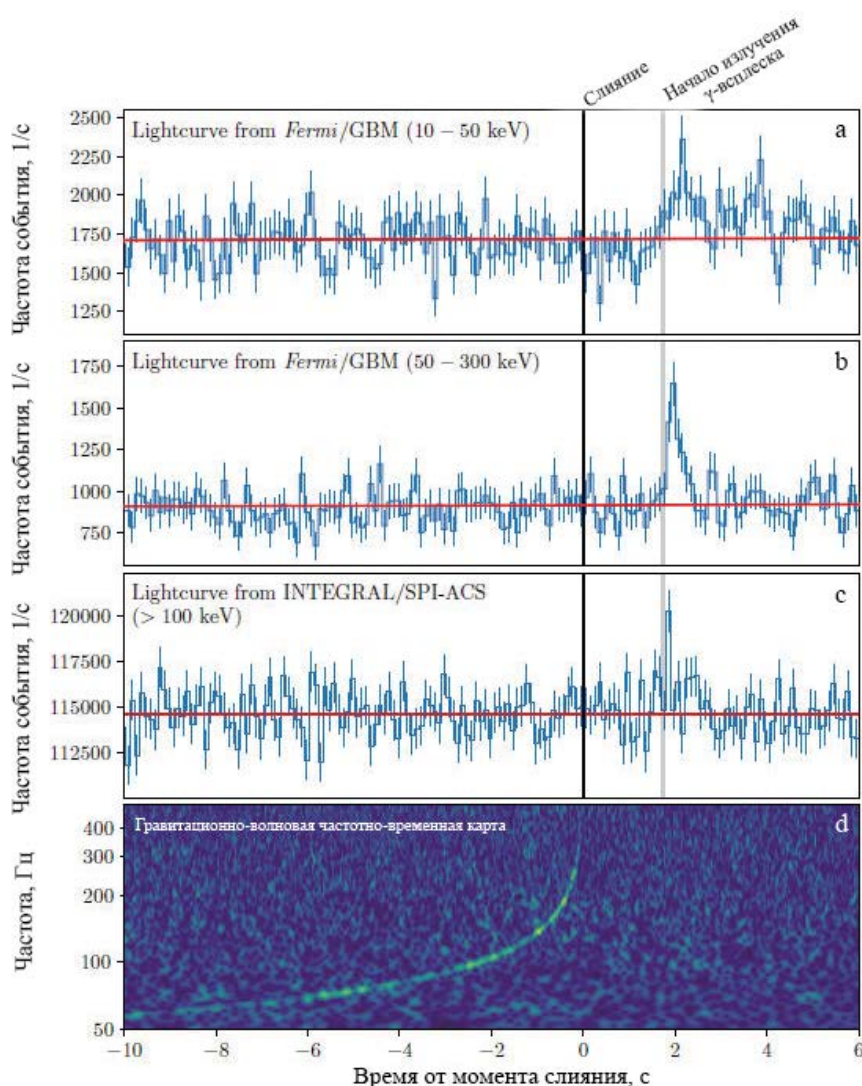 Слияние
Начало излучения
γ-всплеска
Частота события, 1/с
2500
2250
2000
1750
1500
1250
Lightcurve from Fermi/GBM (10 − 50 keV)
a
Частота события, 1/с
1750
1500
1250
1000
750
Lightcurve from Fermi/GBM (50 − 300 keV)
b
Частота события, 1/с
120000
117500
115000
112500
Lightcurve from INTEGRAL/SPI-ACS
(> 100 keV)
c
Частота, Гц
400
300
200
100
50
Гравитационно-волновая частотно-временная карта
d
−10 −8 −6 −4 −2 0 2 4 6
Время от момента слияния, с